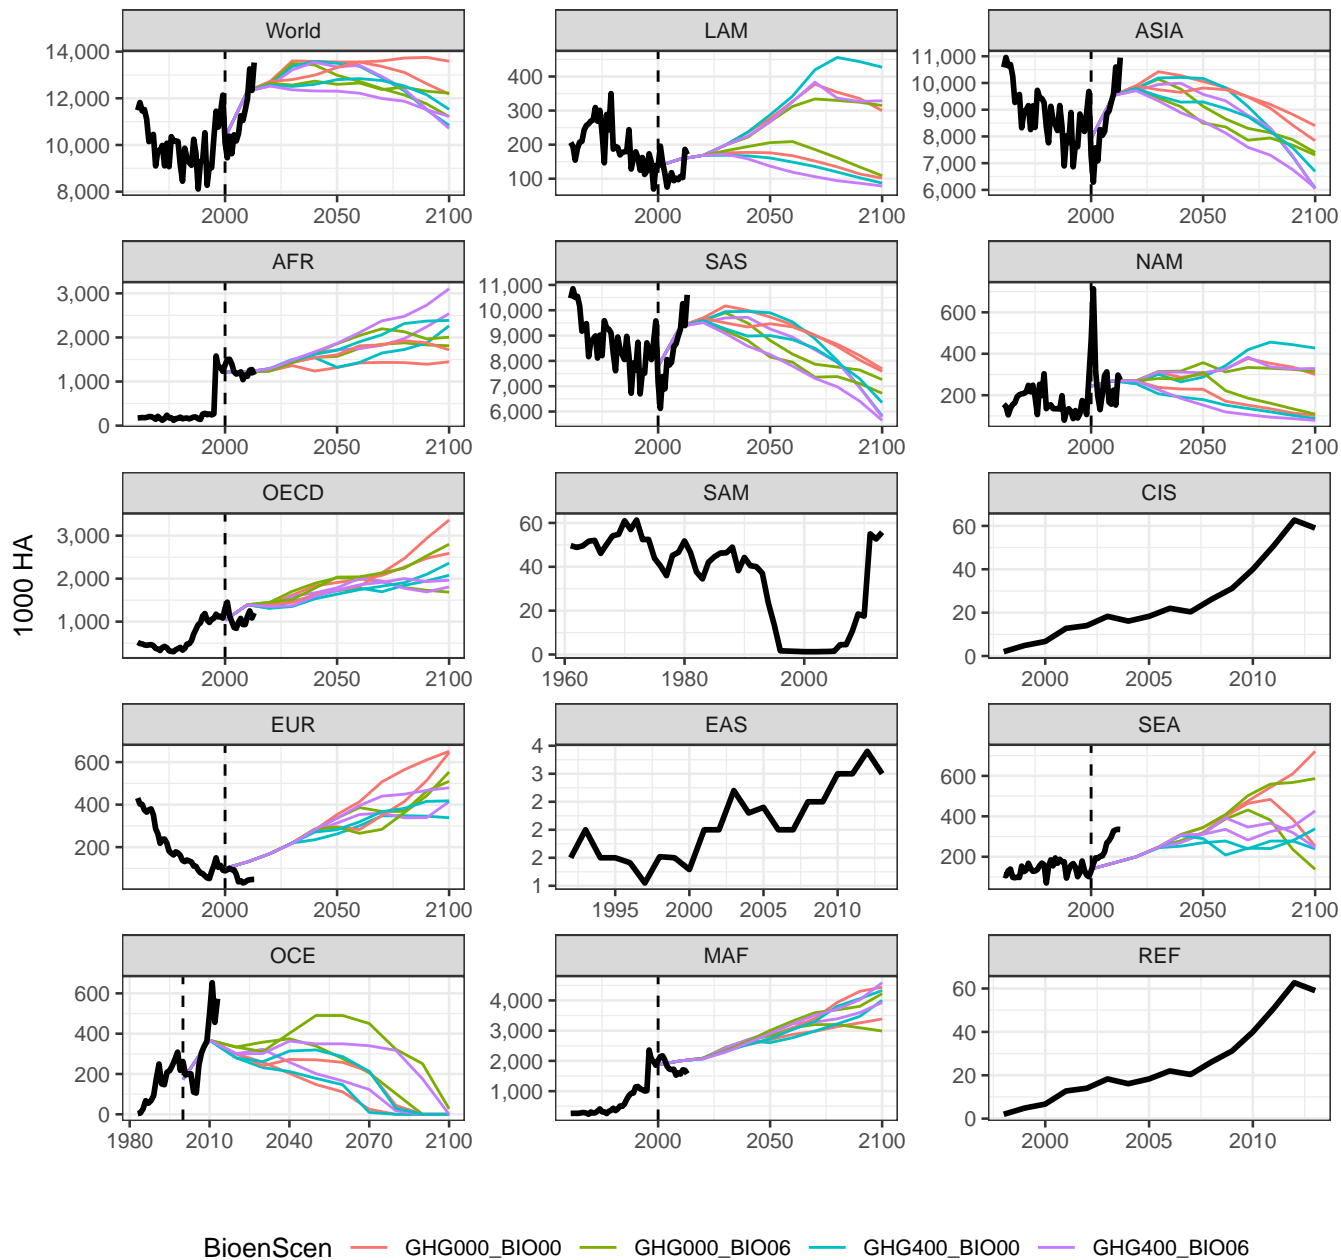 World LAM ASIA
14,000
12,000
10,000
8,000
2000 2050 2100
400
300
200
100
2000 2050 2100
11,000
10,000
9,000
8,000
7,000
6,000
2000 2050 2100
AFR SAS NAM
3,000
2,000
1,000
0
2000 2050 2100
11,000
10,000
9,000
8,000
7,000
6,000
2000 2050 2100
600
400
200
2000 2050 2100
OECD SAM CIS
1000 HA
3,000
2,000
1,000
2000 2050 2100
60
40
20
0
1960 1980 2000
60
40
20
0
2000 2005 2010
EUR EAS SEA
600
400
200
2000 2050 2100
4
3
2
2
2
1
1995 2000 2005 2010
600
400
200
2000 2050 2100
OCE MAF REF
600
400
200
0
1980 2010 2040 2070 2100
4,000
3,000
2,000
1,000
2000 2050 2100
60
40
20
0
2000 2005 2010
BioenScen GHG000_BIO00 GHG000_BIO06 GHG400_BIO00 GHG400_BIO06